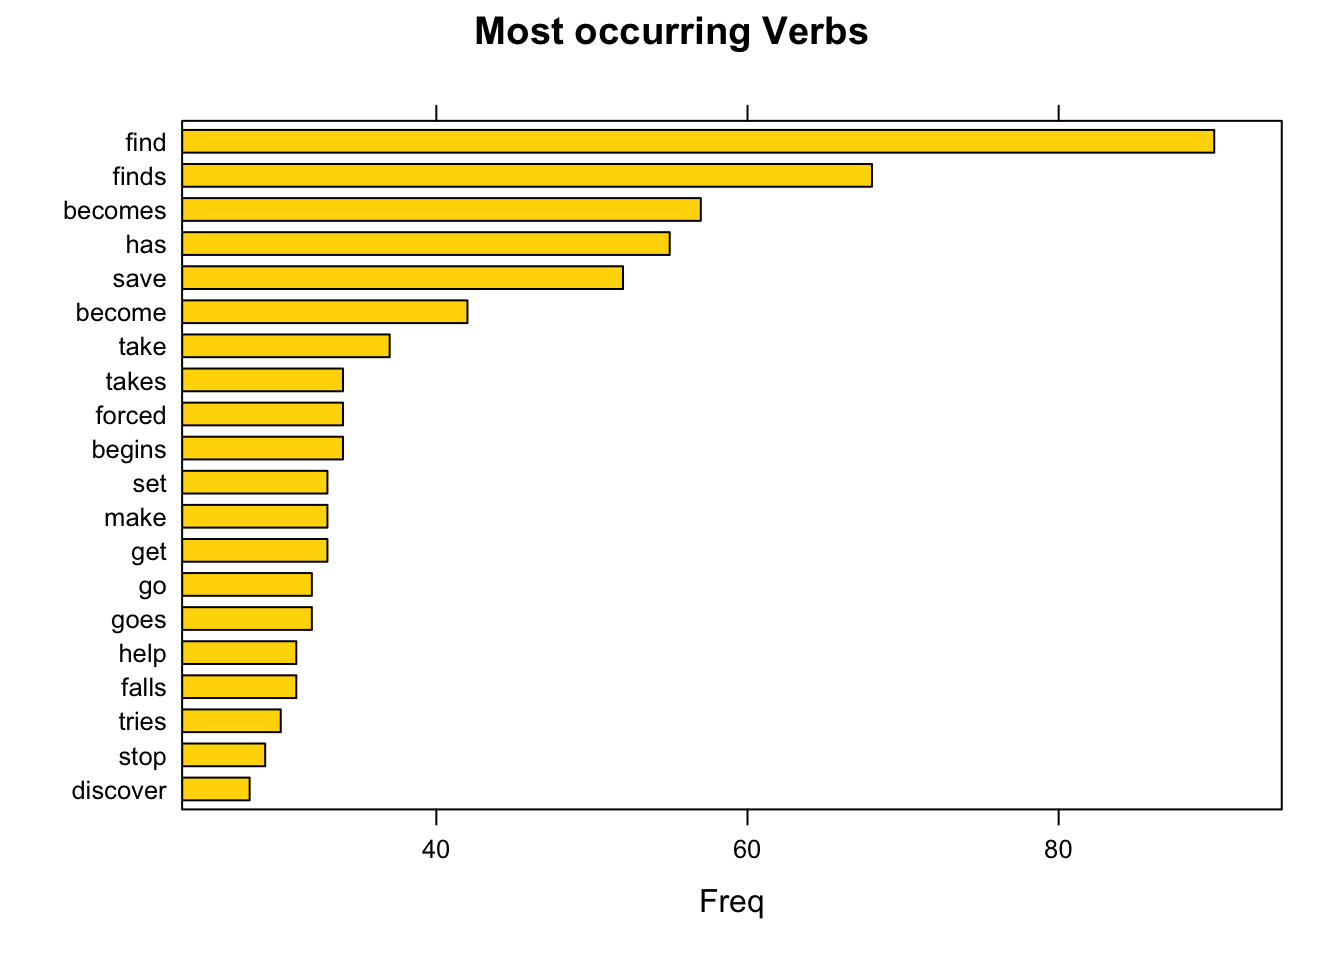 Most occurring Verbs
find
finds
becomes
has
save
become
take
takes
forced
begins
set
make
get
go
goes
help
falls
tries
stop
discover
40 60 80
Freq